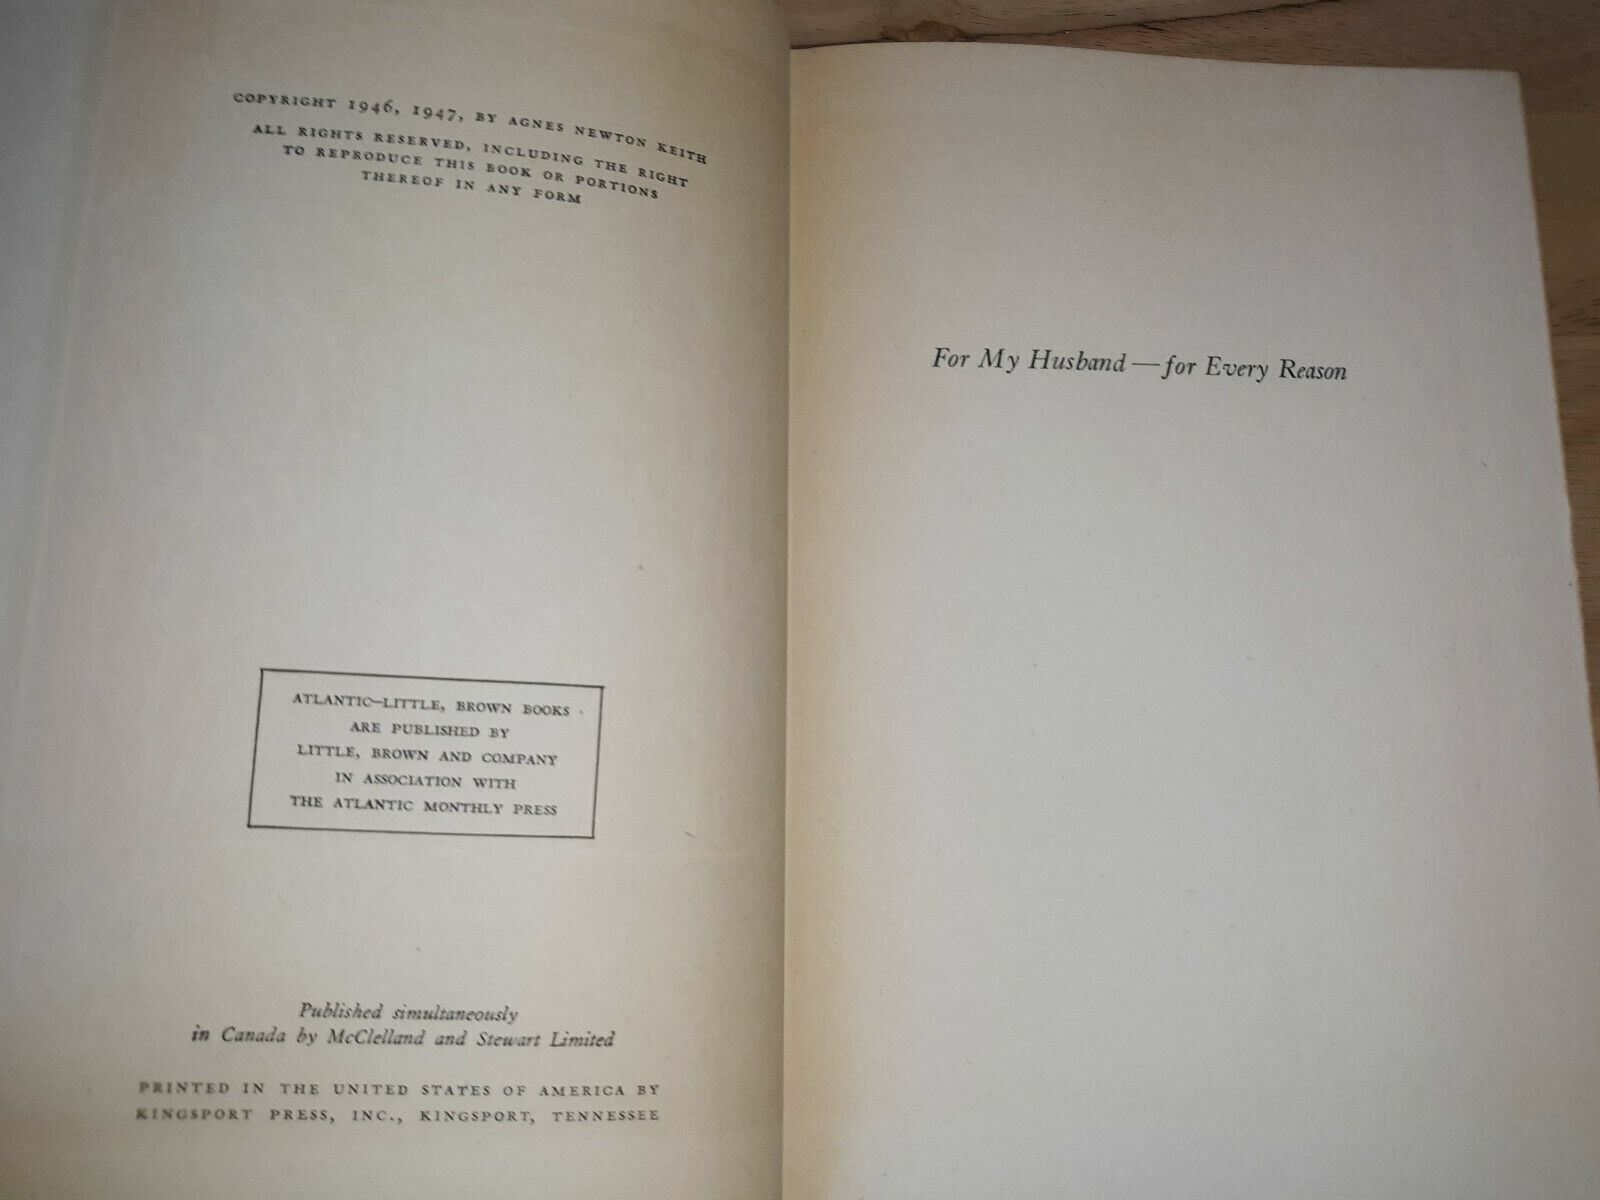 COPYRIGHT 1946, 1947, BY AGNES NEWTON KEITH
ALL RIGHTS RESERVED, INCLUDING THE RIGHT
TO REPRODUCE THIS BOOK OR PORTIONS
THEREOF IN ANY FORM
ATLANTIC–LITTLE, BROWN BOOKS
ARE PUBLISHED BY
LITTLE, BROWN AND COMPANY
IN ASSOCIATION WITH
THE ATLANTIC MONTHLY PRESS
Published simultaneously
in Canada by McClelland and Stewart Limited
PRINTED IN THE UNITED STATES OF AMERICA BY
KINGSPORT PRESS, INC., KINGSPORT, TENNESSEE
For My Husband — for Every Reason